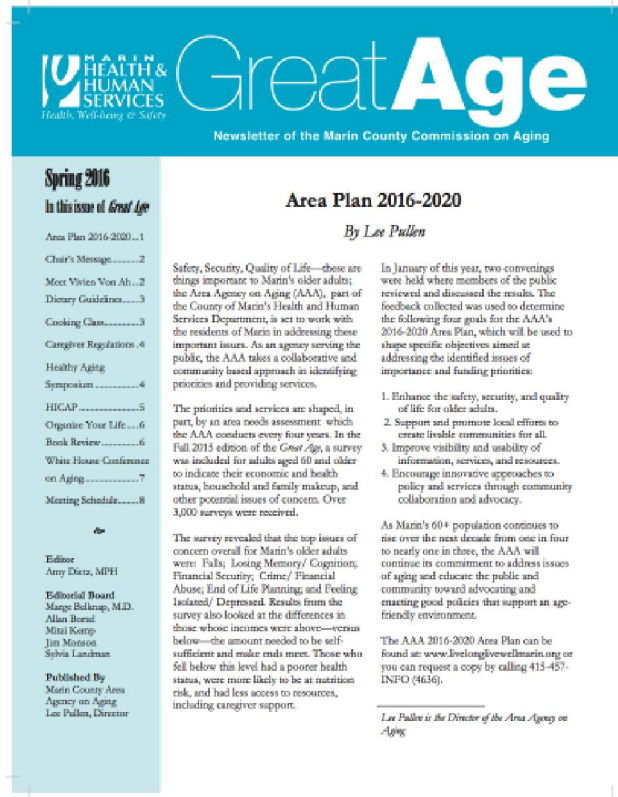 MARIN
HEALTH &
HUMAN
SERVICES
Health, Well-being & Safety
GreatAge
Newsletter of the Marin County Commission on Aging
Spring 2016
In this issue of Great Age
Area Plan 2016-2020...1
Chair's Message..........2
Meet Vivien Von Ah...2
Dietary Guidelines.......3
Cooking Class.............3
Caregiver Regulations .4
Healthy Aging
Symposium ................4
HICAP ......................5
Organize Your Life.....6
Book Review...............6
White House Conference
on Aging....................7
Meeting Schedule........8
Editor
Amy Dietz, MPH
Editorial Board
Marge Belknap, M.D.
Allan Bortel
Mitzi Kemp
Jim Monson
Sylvia Landman
Published By
Marin County Area
Agency on Aging
Lee Pullen, Director
Area Plan 2016-2020
By Lee Pullen
Safety, Security, Quality of Life—these are
things important to Marin's older adults;
the Area Agency on Aging (AAA), part of
the County of Marin's Health and Human
Services Department, is set to work with
the residents of Marin in addressing these
important issues. As an agency serving the
public, the AAA takes a collaborative and
community based approach in identifying
priorities and providing services.
The priorities and services are shaped, in
part, by an area needs assessment which
the AAA conducts every four years. In the
Fall 2015 edition of the Great Age, a survey
was included for adults aged 60 and older
to indicate their economic and health
status, household and family makeup, and
other potential issues of concern. Over
3,000 surveys were received.
The survey revealed that the top issues of
concern overall for Marin's older adults
were: Falls; Losing Memory/ Cognition;
Financial Security; Crime/ Financial
Abuse; End of Life Planning; and Feeling
Isolated/ Depressed. Results from the
survey also looked at the differences in
those whose incomes were above—versus
below—the amount needed to be self-
sufficient and make ends meet. Those who
fell below this level had a poorer health
status, were more likely to be at nutrition
risk, and had less access to resources,
including caregiver support.
In January of this year, two convenings
were held where members of the public
reviewed and discussed the results. The
feedback collected was used to determine
the following four goals for the AAA's
2016-2020 Area Plan, which will be used to
shape specific objectives aimed at
addressing the identified issues of
importance and funding priorities:
1. Enhance the safety, security, and quality
of life for older adults.
2. Support and promote local efforts to
create livable communities for all.
3. Improve visibility and usability of
information, services, and resources.
4. Encourage innovative approaches to
policy and services through community
collaboration and advocacy.
As Marin's 60+ population continues to
rise over the next decade from one in four
to nearly one in three, the AAA will
continue its commitment to address issues
of aging and educate the public and
community toward advocating and
enacting good policies that support an age-
friendly environment.
The AAA 2016-2020 Area Plan can be
found at: www.livelonglivewellmarin.org or
you can request a copy by calling 415-457-
INFO (4636).
Lee Pullen is the Director of the Area Agency on
Aging